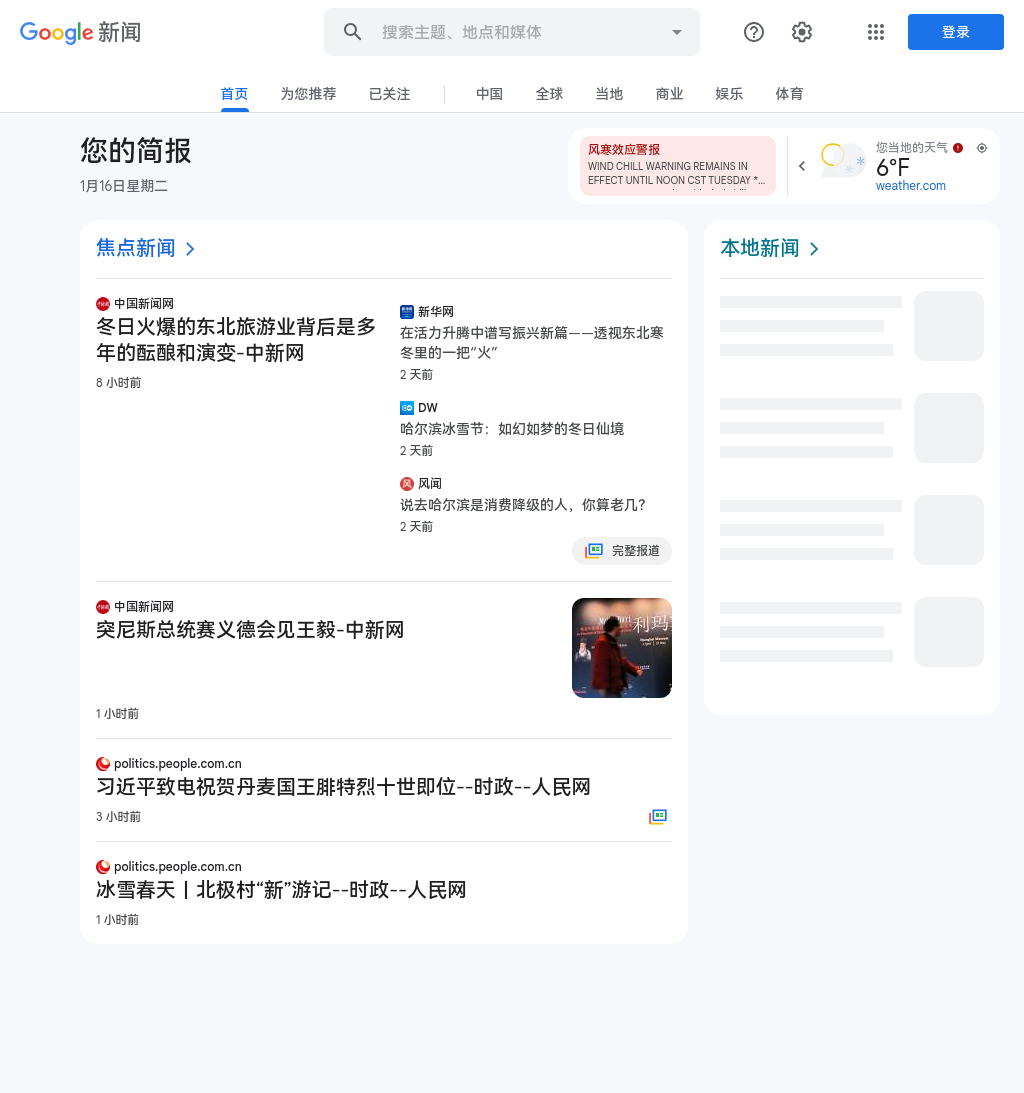 Google 新闻
搜索主题、地点和媒体
登录
首页
为您推荐
已关注
中国
全球
当地
商业
娱乐
体育
您的简报
1月16日星期二
风寒效应警报
WIND CHILL WARNING REMAINS IN
EFFECT UNTIL NOON CST TUESDAY *...
您当地的天气
6°F
weather.com
焦点新闻
中国新闻网
冬日火爆的东北旅游业背后是多
年的酝酿和演变-中新网
8 小时前
新华网
在活力升腾中谱写振兴新篇——透视东北寒
冬里的一把“火”
2 天前
DW
哈尔滨冰雪节：如幻如梦的冬日仙境
2 天前
风闻
说去哈尔滨是消费降级的人，你算老几？
2 天前
完整报道
中国新闻网
突尼斯总统赛义德会见王毅-中新网
利玛
1 小时前
politics.people.com.cn
习近平致电祝贺丹麦国王腓特烈十世即位--时政--人民网
3 小时前
politics.people.com.cn
冰雪春天丨北极村“新”游记--时政--人民网
1 小时前
本地新闻